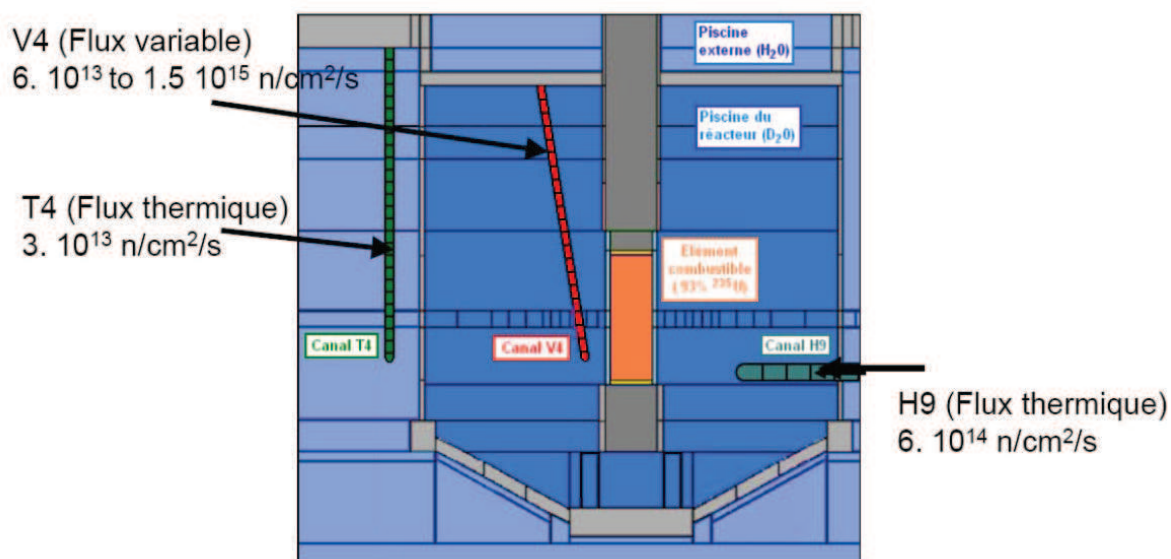 V4 (Flux variable)
6. 10¹³ to 1.5 10¹⁵ n/cm²/s
T4 (Flux thermique)
3. 10¹³ n/cm²/s
Piscine
externe (H₂0)
Piscine du
réacteur (D₂0)
Elément
combustible
(93% ²³⁵U)
Canal T4
Canal V4
Canal H9
H9 (Flux thermique)
6. 10¹⁴ n/cm²/s